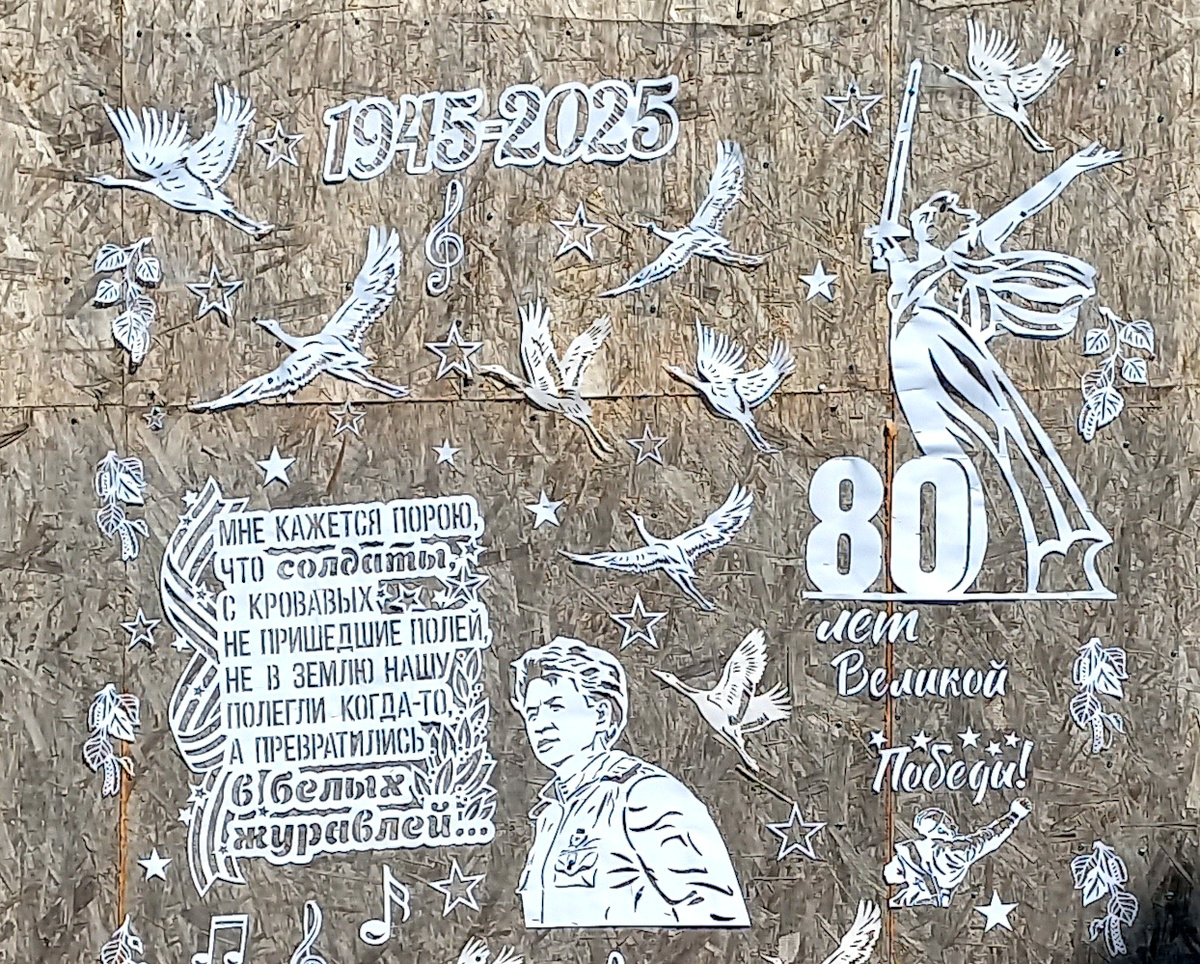 1945-2025
МНЕ КАЖЕТСЯ ПОРОЮ,
ЧТО солдаты,
С КРОВАВЫХ
НЕ ПРИШЕДШИЕ ПОЛЕЙ,
НЕ В ЗЕМЛЮ НАШУ
ПОЛЕГЛИ КОГДА-ТО,
А ПРЕВРАТИЛИСЬ
в белых
журавлей...
80
лет
Великой
Победы!